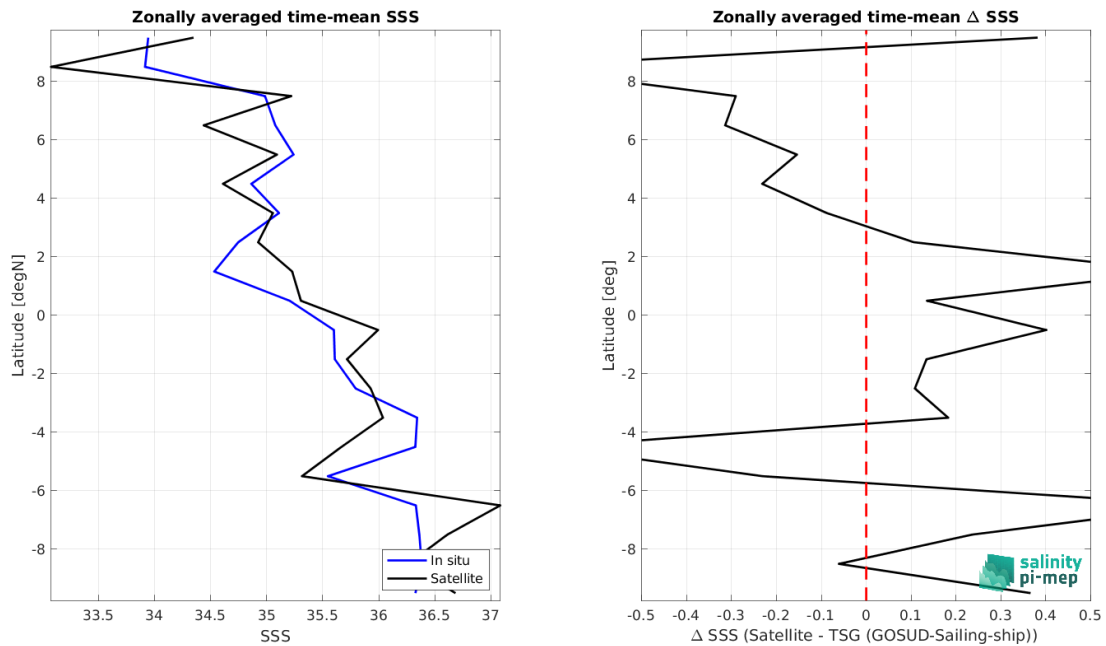 Zonally averaged time-mean SSS
8
6
4
2
0
-2
-4
-6
-8
Latitude [degN]
33.5 34 34.5 35 35.5 36 36.5 37
SSS
In situ
Satellite
Zonally averaged time-mean Δ SSS
8
6
4
2
0
-2
-4
-6
-8
Latitude [deg]
-0.5 -0.4 -0.3 -0.2 -0.1 0 0.1 0.2 0.3 0.4 0.5
Δ SSS (Satellite - TSG (GOSUD-Sailing-ship))
salinity
pi-mep